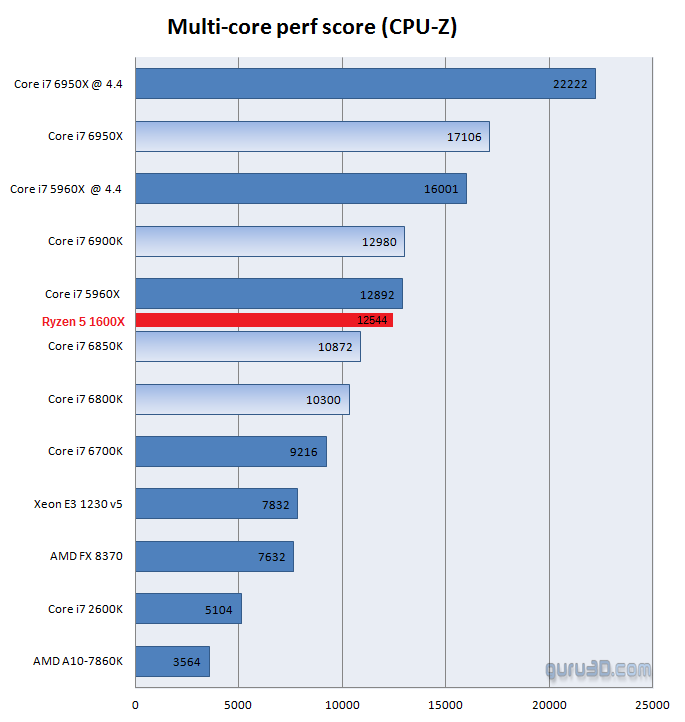 Multi-core perf score (CPU-Z)
Core i7 6950X @ 4.4 22222
Core i7 6950X 17106
Core i7 5960X @ 4.4 16001
Core i7 6900K 12980
Core i7 5960X 12892
Ryzen 5 1600X 12544
Core i7 6850K 10872
Core i7 6800K 10300
Core i7 6700K 9216
Xeon E3 1230 v5 7832
AMD FX 8370 7632
Core i7 2600K 5104
AMD A10-7860K 3564
guru3D.com
0 5000 10000 15000 20000 25000